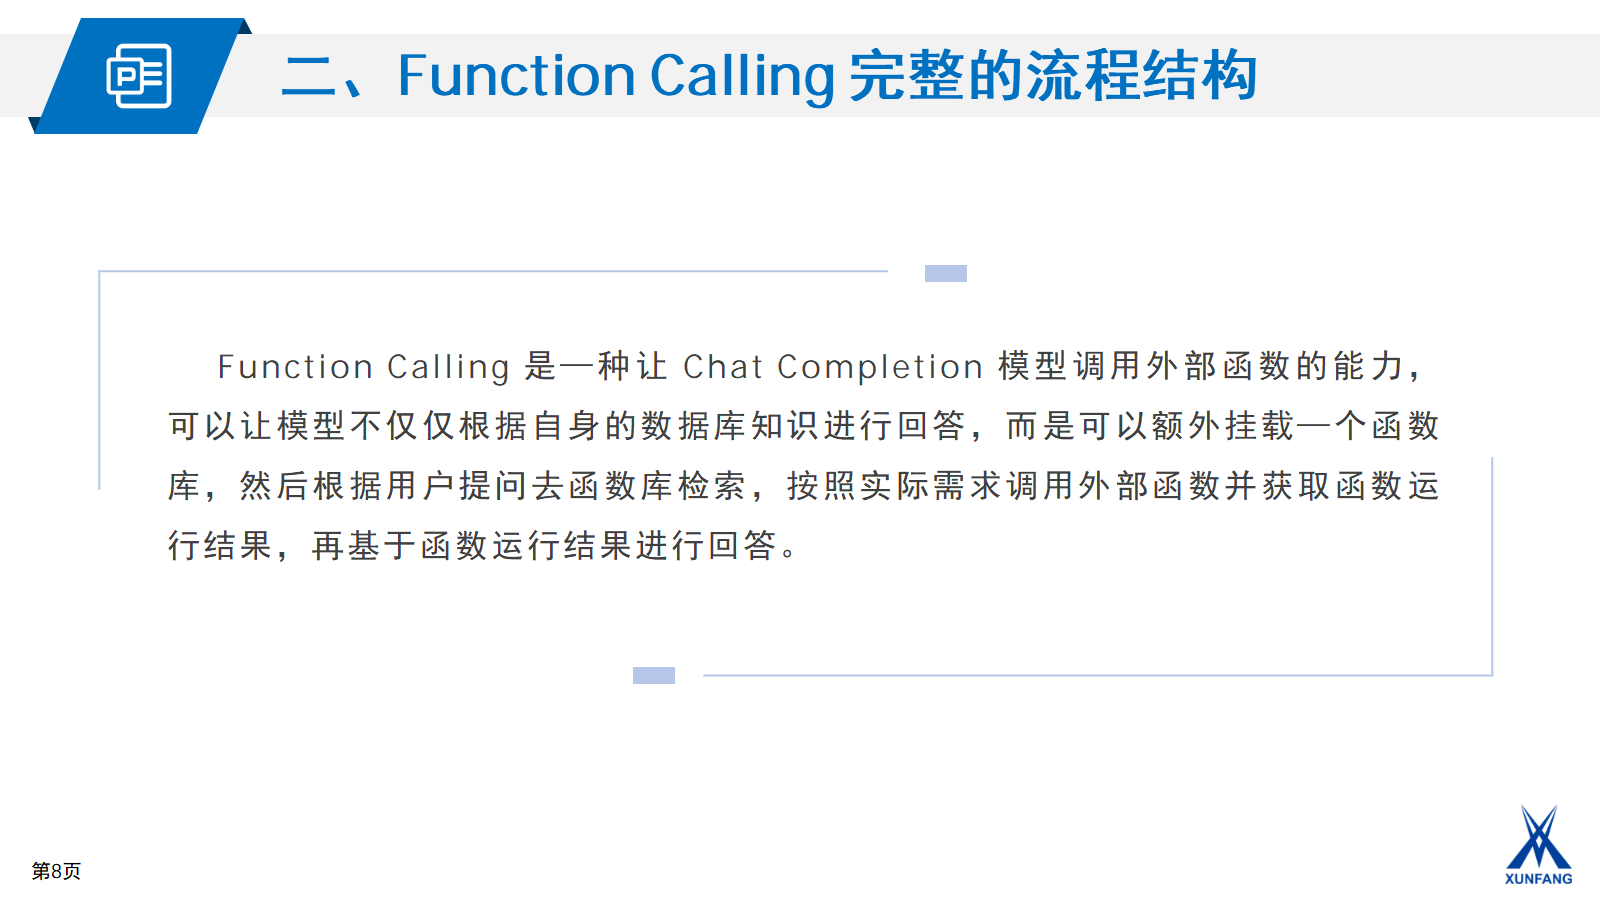 二、Function Calling 完整的流程结构
Function Calling 是一种让 Chat Completion 模型调用外部函数的能力，
可以让模型不仅仅根据自身的数据库知识进行回答，而是可以额外挂载一个函数
库，然后根据用户提问去函数库检索，按照实际需求调用外部函数并获取函数运
行结果，再基于函数运行结果进行回答。
第8页
XUNFANG